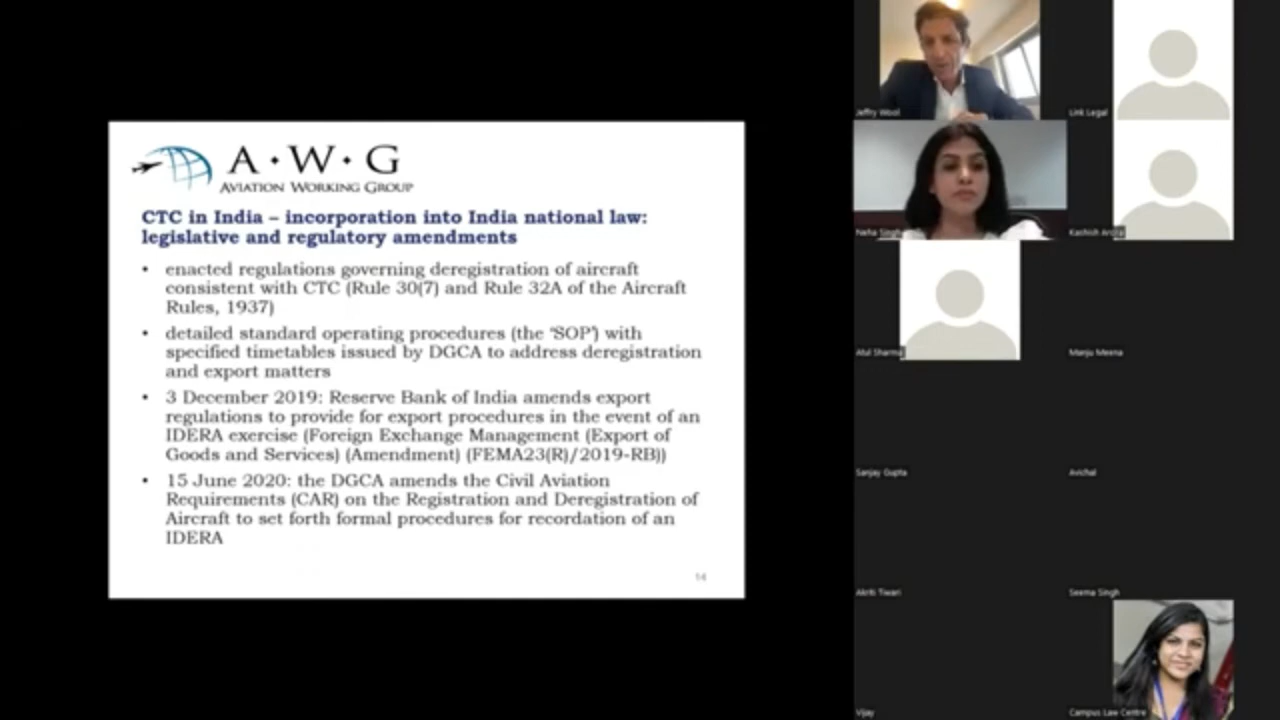 A·W·G
AVIATION WORKING GROUP
CTC in India – incorporation into India national law:
legislative and regulatory amendments
• enacted regulations governing deregistration of aircraft
consistent with CTC (Rule 30(7) and Rule 32A of the Aircraft
Rules, 1937)
• detailed standard operating procedures (the 'SOP') with
specified timetables issued by DGCA to address deregistration
and export matters
• 3 December 2019: Reserve Bank of India amends export
regulations to provide for export procedures in the event of an
IDERA exercise (Foreign Exchange Management (Export of
Goods and Services) (Amendment) (FEMA23(R)/2019-RB))
• 15 June 2020: the DGCA amends the Civil Aviation
Requirements (CAR) on the Registration and Deregistration of
Aircraft to set forth formal procedures for recordation of an
IDERA
14
Jeffry Wool
Link Legal
Neha Singh
Kashish Arora
Atul Sharma
Manju Meena
Sanjay Gupta
Avichal
Akriti Tiwari
Seema Singh
Vijay
Campus Law Centre